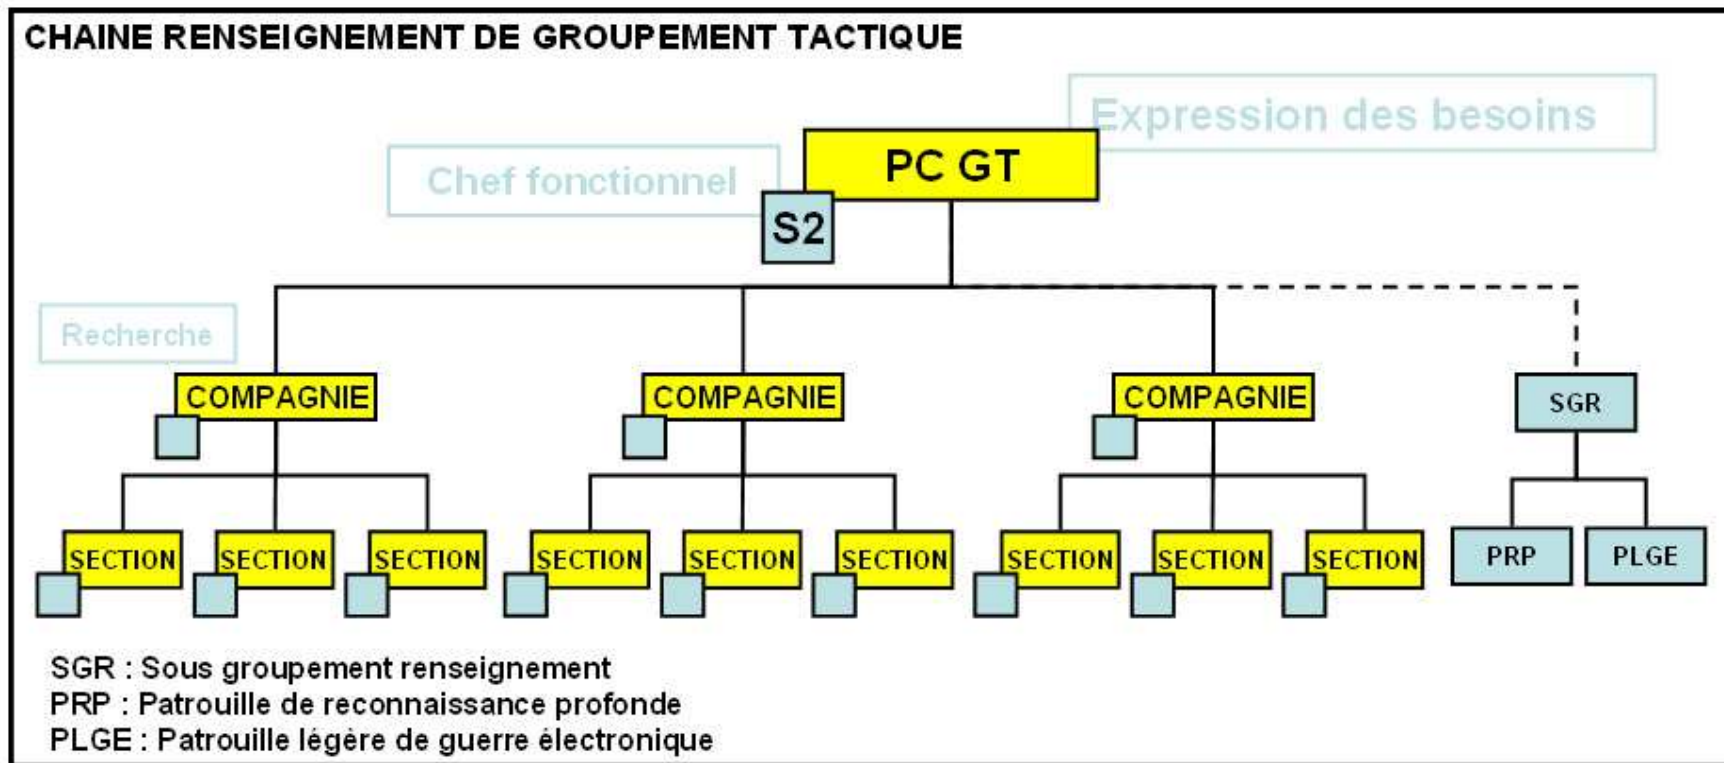 CHAINE RENSEIGNEMENT DE GROUPEMENT TACTIQUE
Expression des besoins
PC GT
Chef fonctionnel
S2
Recherche
COMPAGNIE
COMPAGNIE
COMPAGNIE
SGR
SECTION
SECTION
SECTION
SECTION
SECTION
SECTION
SECTION
SECTION
SECTION
PRP
PLGE
SGR : Sous groupement renseignement
PRP : Patrouille de reconnaissance profonde
PLGE : Patrouille légère de guerre électronique